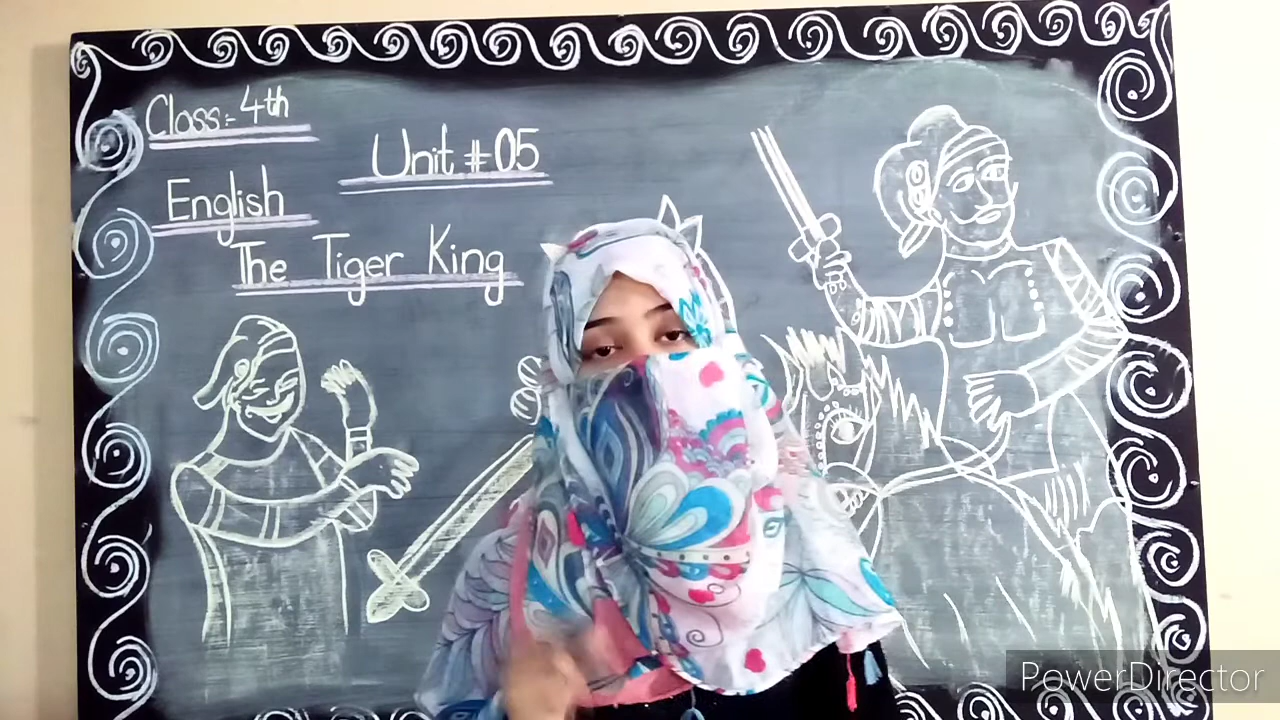 Class:- 4th
Unit # 05
English
The Tiger King
PowerDirector